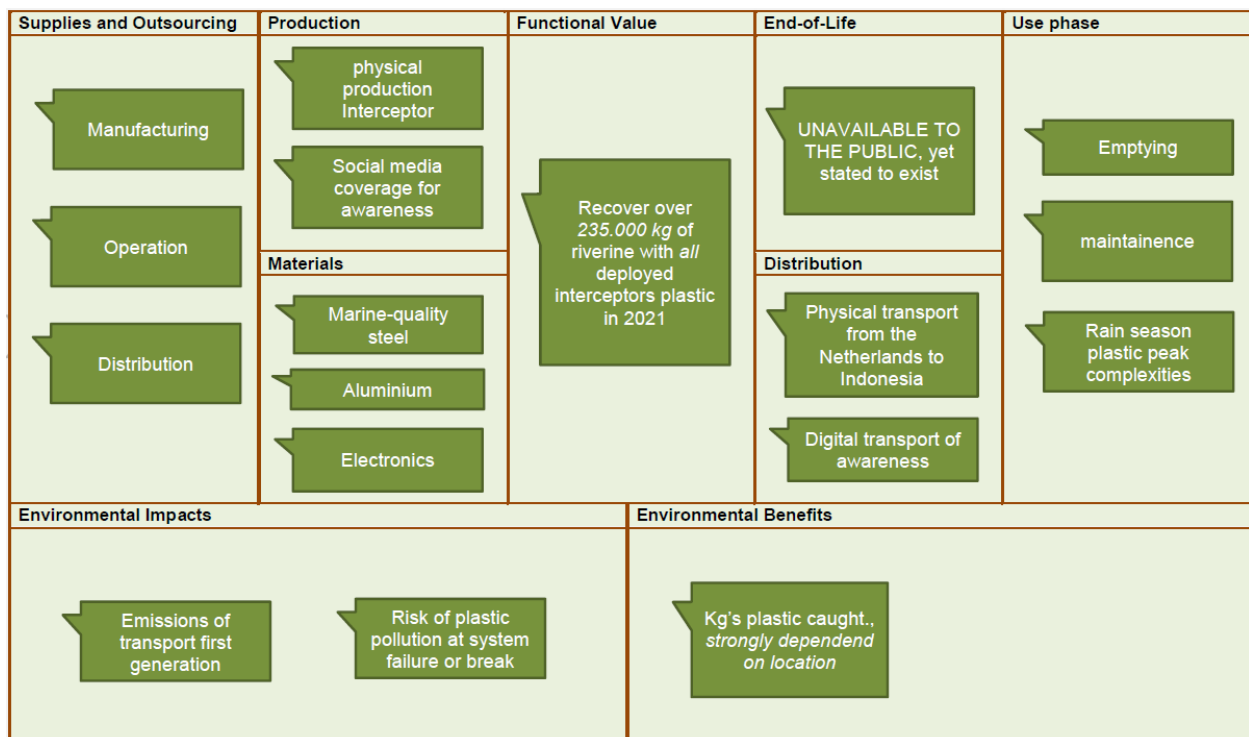 Supplies and Outsourcing
Manufacturing
Operation
Distribution
Production
physical
production
Interceptor
Social media
coverage for
awareness
Materials
Marine-quality
steel
Aluminium
Electronics
Functional Value
Recover over
235.000 kg of
riverine with all
deployed
interceptors plastic
in 2021
End-of-Life
UNAVAILABLE TO
THE PUBLIC, yet
stated to exist
Distribution
Physical transport
from the
Netherlands to
Indonesia
Digital transport of
awareness
Use phase
Emptying
maintainence
Rain season
plastic peak
complexities
Environmental Impacts
Emissions of
transport first
generation
Risk of plastic
pollution at system
failure or break
Environmental Benefits
Kg's plastic caught.,
strongly dependend
on location